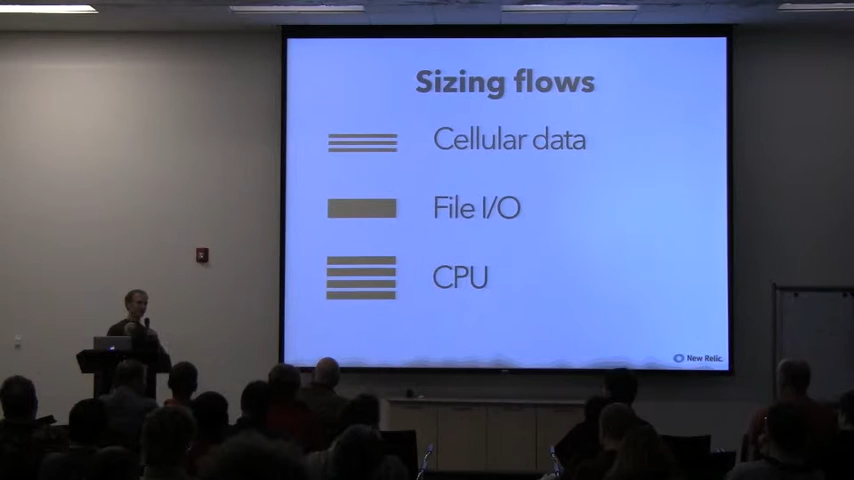 Sizing flows
Cellular data
File I/O
CPU
New Relic.